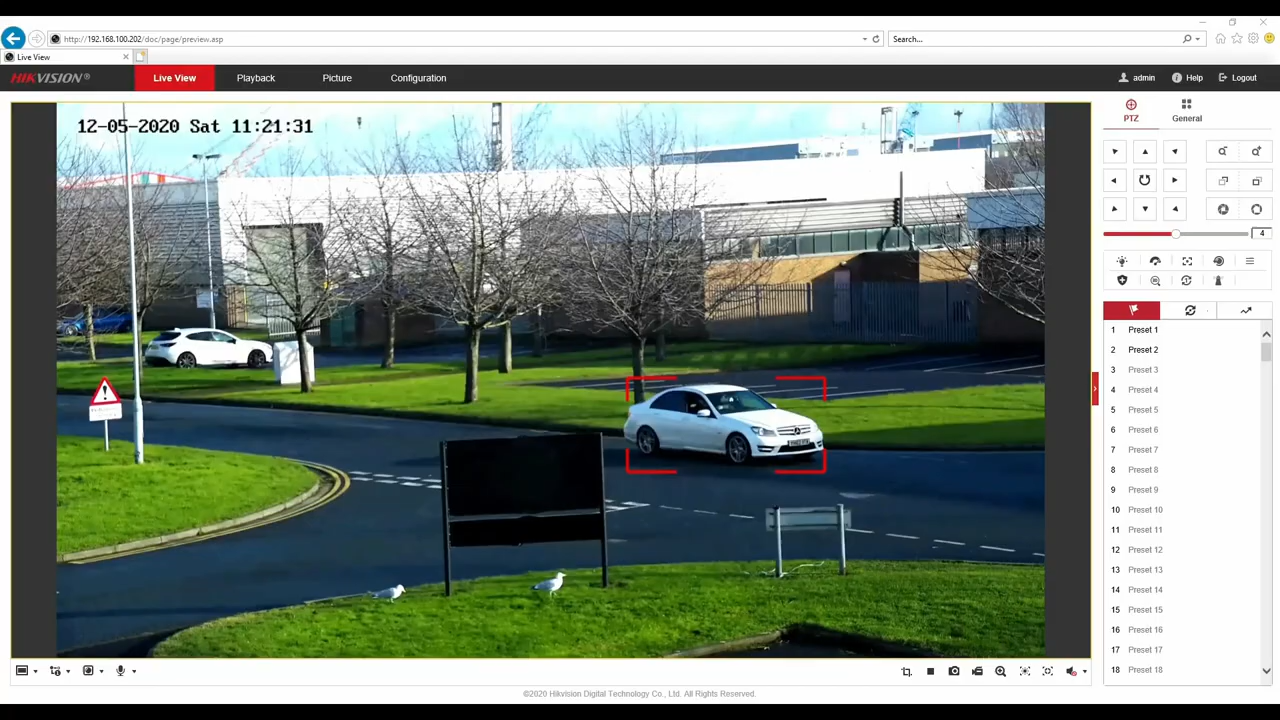 http://192.168.100.202/doc/page/preview.asp
Search...
Live View
HIKVISION®
Live View
Playback
Picture
Configuration
admin
Help
Logout
12-05-2020 Sat 11:21:31
PTZ
General
4
1 Preset 1
2 Preset 2
3 Preset 3
4 Preset 4
5 Preset 5
6 Preset 6
7 Preset 7
8 Preset 8
9 Preset 9
10 Preset 10
11 Preset 11
12 Preset 12
13 Preset 13
14 Preset 14
15 Preset 15
16 Preset 16
17 Preset 17
18 Preset 18
©2020 Hikvision Digital Technology Co., Ltd. All Rights Reserved.